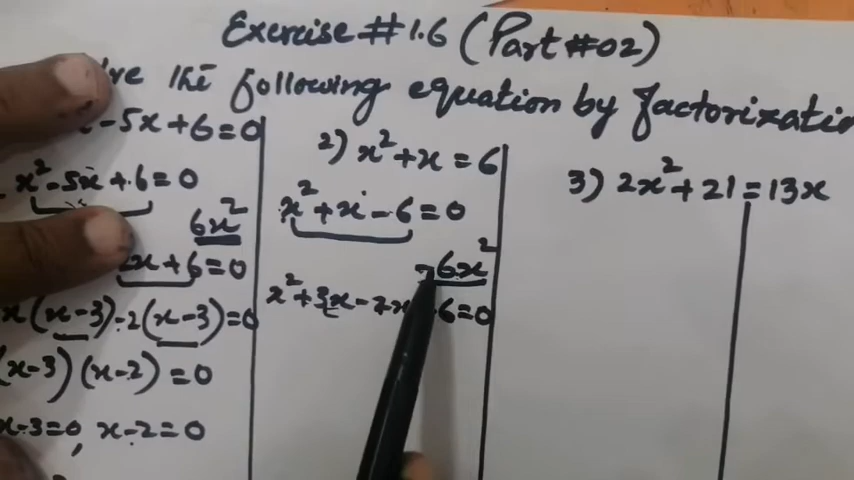 Exercise #1.6 (Part #02)
the following equation by factorization
- 5x + 6 = 0
x² - 5x + 6 = 0
6x²
2x + 6 = 0
x(x-3) - 2(x-3) = 0
(x-3)(x-2) = 0
x-3=0, x-2=0
2) x² + x = 6
x² + x - 6 = 0
-6x²
x² + 3x - 2x - 6 = 0
3) 2x² + 21 = 13x